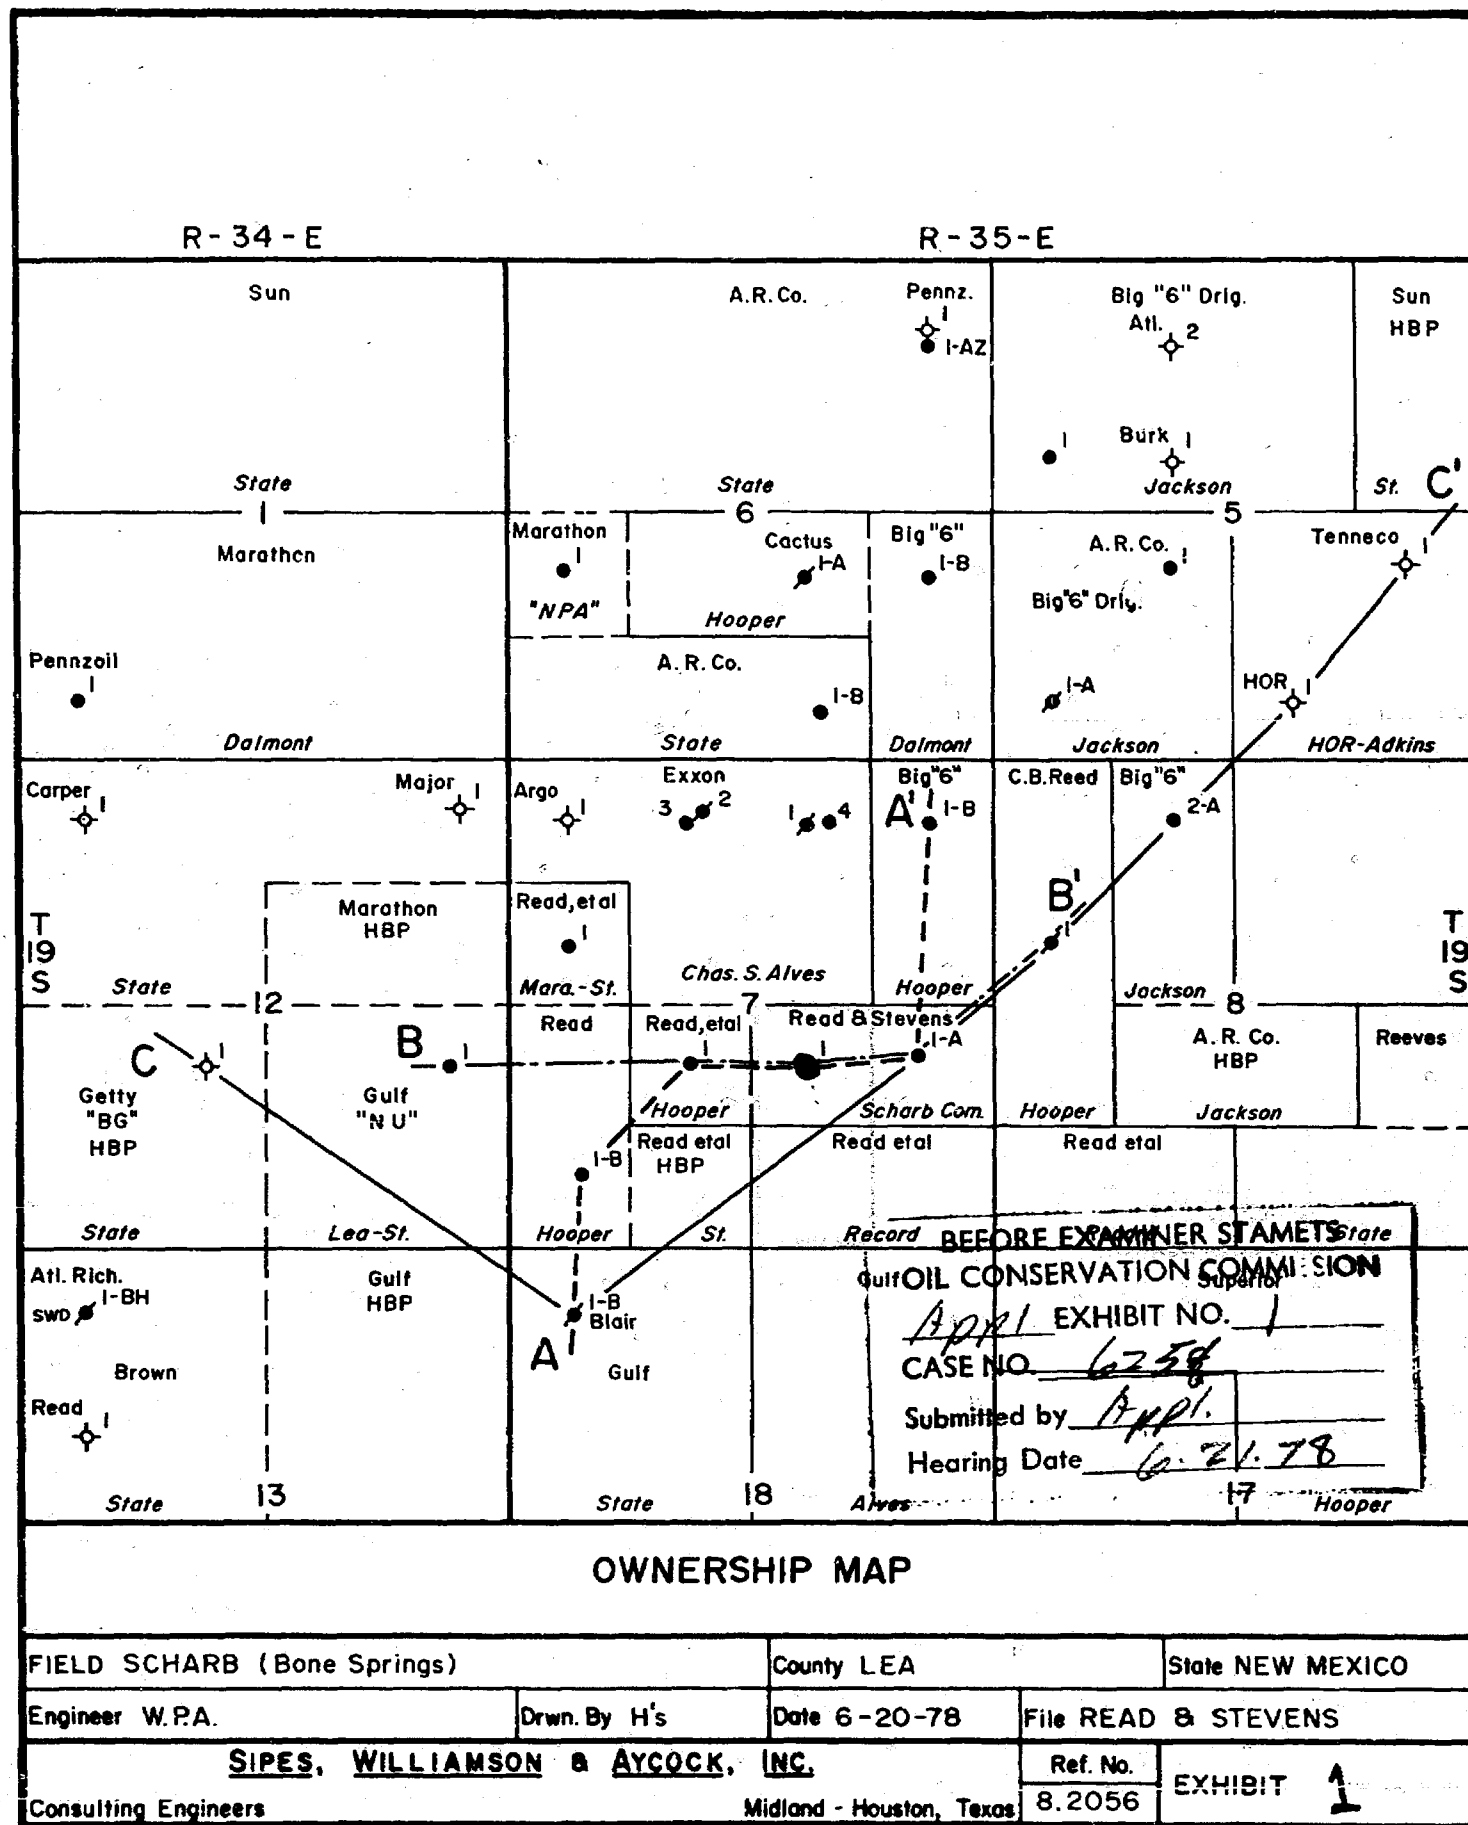 R-34-E R-35-E
Sun A.R. Co. Pennz. Big "6" Drlg. Sun
HBP
1 Atl. 2
1-AZ
1 Burk 1
State State Jackson St. C'
1 6 5
Marathon Marathon Cactus Big "6" A.R. Co. Tenneco
1 1-A 1-B 1 1
"NPA" Hooper Big "6" Drlg.
Pennzoil A.R. Co.
1 1-B 1-A HOR 1
Dalmont State Dalmont Jackson HOR-Adkins
Carper Major Argo Exxon Big "6" C.B. Reed Big "6"
1 1 1 3 2 1 4 A' 1-B 2-A
Marathon Read, etal B'
HBP 1 1
T T
19 19
S S
State Mara.-St. Chas. S. Alves Hooper Jackson
12 7 8
Read Read, etal Read & Stevens A.R. Co. Reeves
HBP
C 1 B 1 1 1 1-A
Getty Gulf
"BG" "NU" Hooper Scharb Com. Hooper Jackson
HBP 1-B Read etal Read etal Read etal
HBP
State Lea-St. Hooper St. Record State
Atl. Rich. Gulf Gulf Superior
SWD 1-BH HBP 1-B
Blair
A
Brown Gulf
Read
1
State 13 State 18 Alves 17 Hooper
BEFORE EXAMINER STAMETS
OIL CONSERVATION COMMISSION
Appl EXHIBIT NO. 1
CASE NO. 6258
Submitted by Appl.
Hearing Date 6.21.78
OWNERSHIP MAP
FIELD SCHARB (Bone Springs) County LEA State NEW MEXICO
Engineer W.P.A. Drwn. By H's Date 6-20-78 File READ & STEVENS
SIPES, WILLIAMSON & AYCOCK, INC.
Consulting Engineers Midland - Houston, Texas
Ref. No.
8.2056
EXHIBIT 1